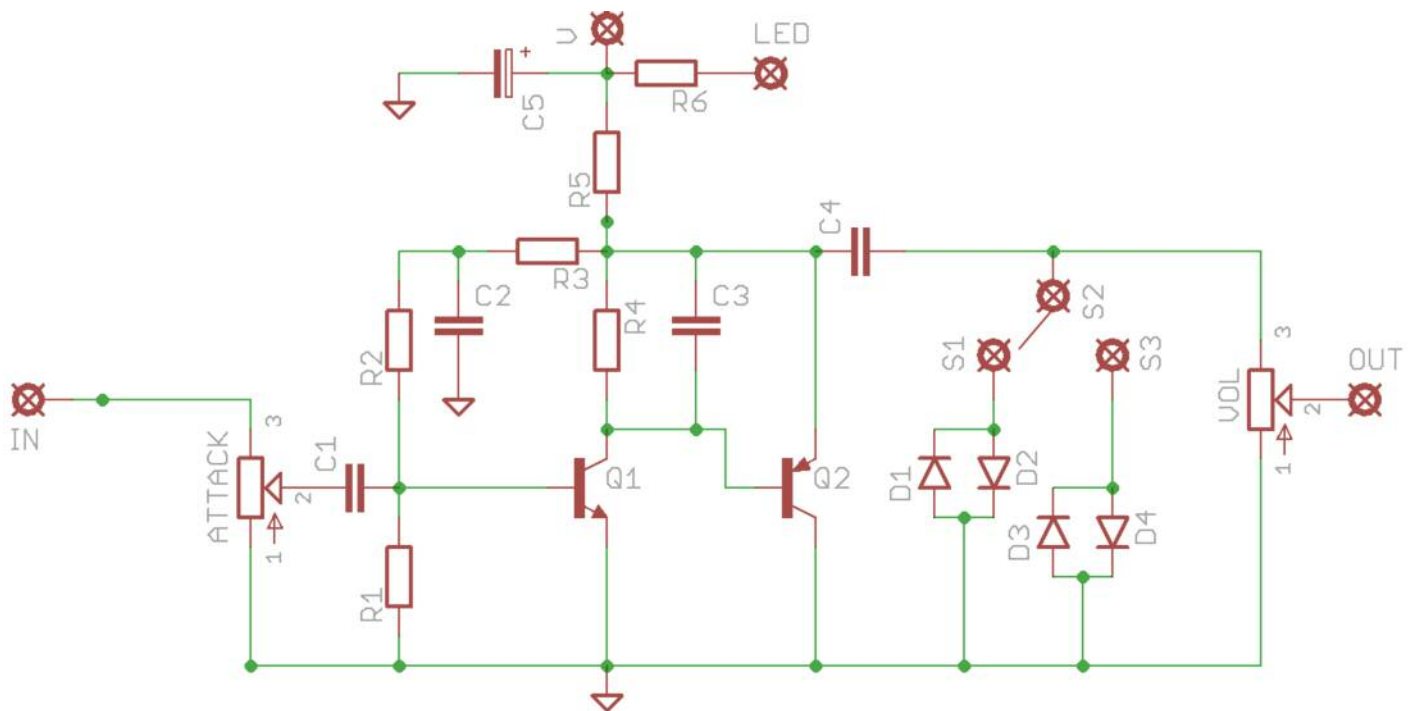 U
LED
+
C5
R6
R5
C4
R3
C2
R4
C3
S2
R2
S1
S3
3
IN
3
ATTACK
2
1
C1
Q1
Q2
D1
D2
D3
D4
VOL
2
1
OUT
R1